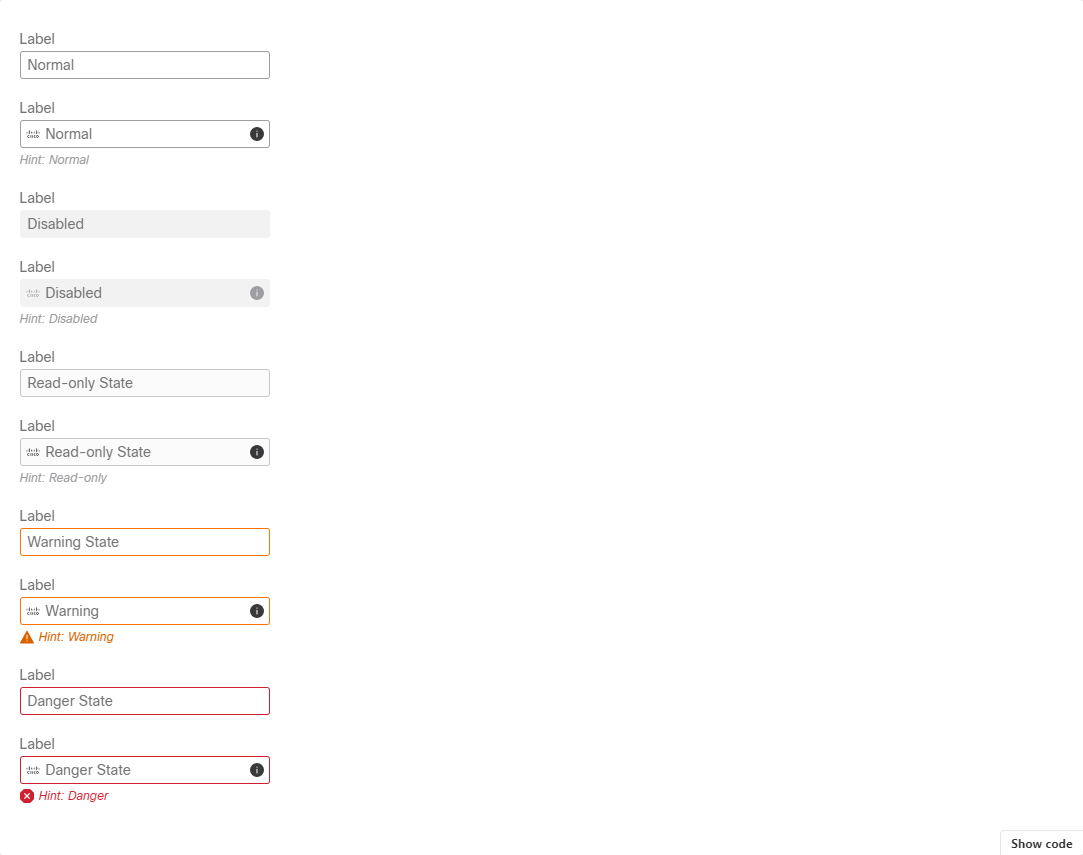 Label
Normal
Label
Normal
Hint: Normal
Label
Disabled
Label
Disabled
Hint: Disabled
Label
Read-only State
Label
Read-only State
Hint: Read-only
Label
Warning State
Label
Warning
Hint: Warning
Label
Danger State
Label
Danger State
Hint: Danger
Show code